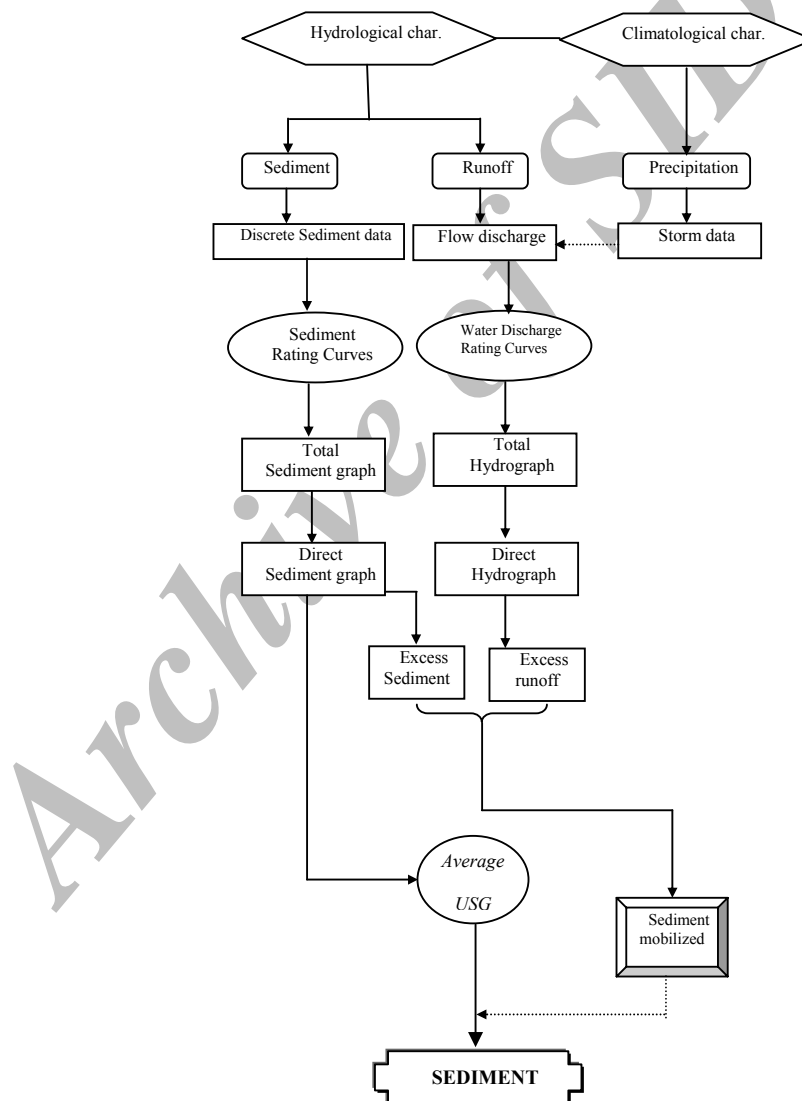 Hydrological char.
Climatological char.
Sediment
Runoff
Precipitation
Discrete Sediment data
Flow discharge
Storm data
Sediment
Rating Curves
Water Discharge
Rating Curves
Total
Sediment graph
Total
Hydrograph
Direct
Sediment graph
Direct
Hydrograph
Excess
Sediment
Excess
runoff
Average
USG
Sediment
mobilized
SEDIMENT
Archive of